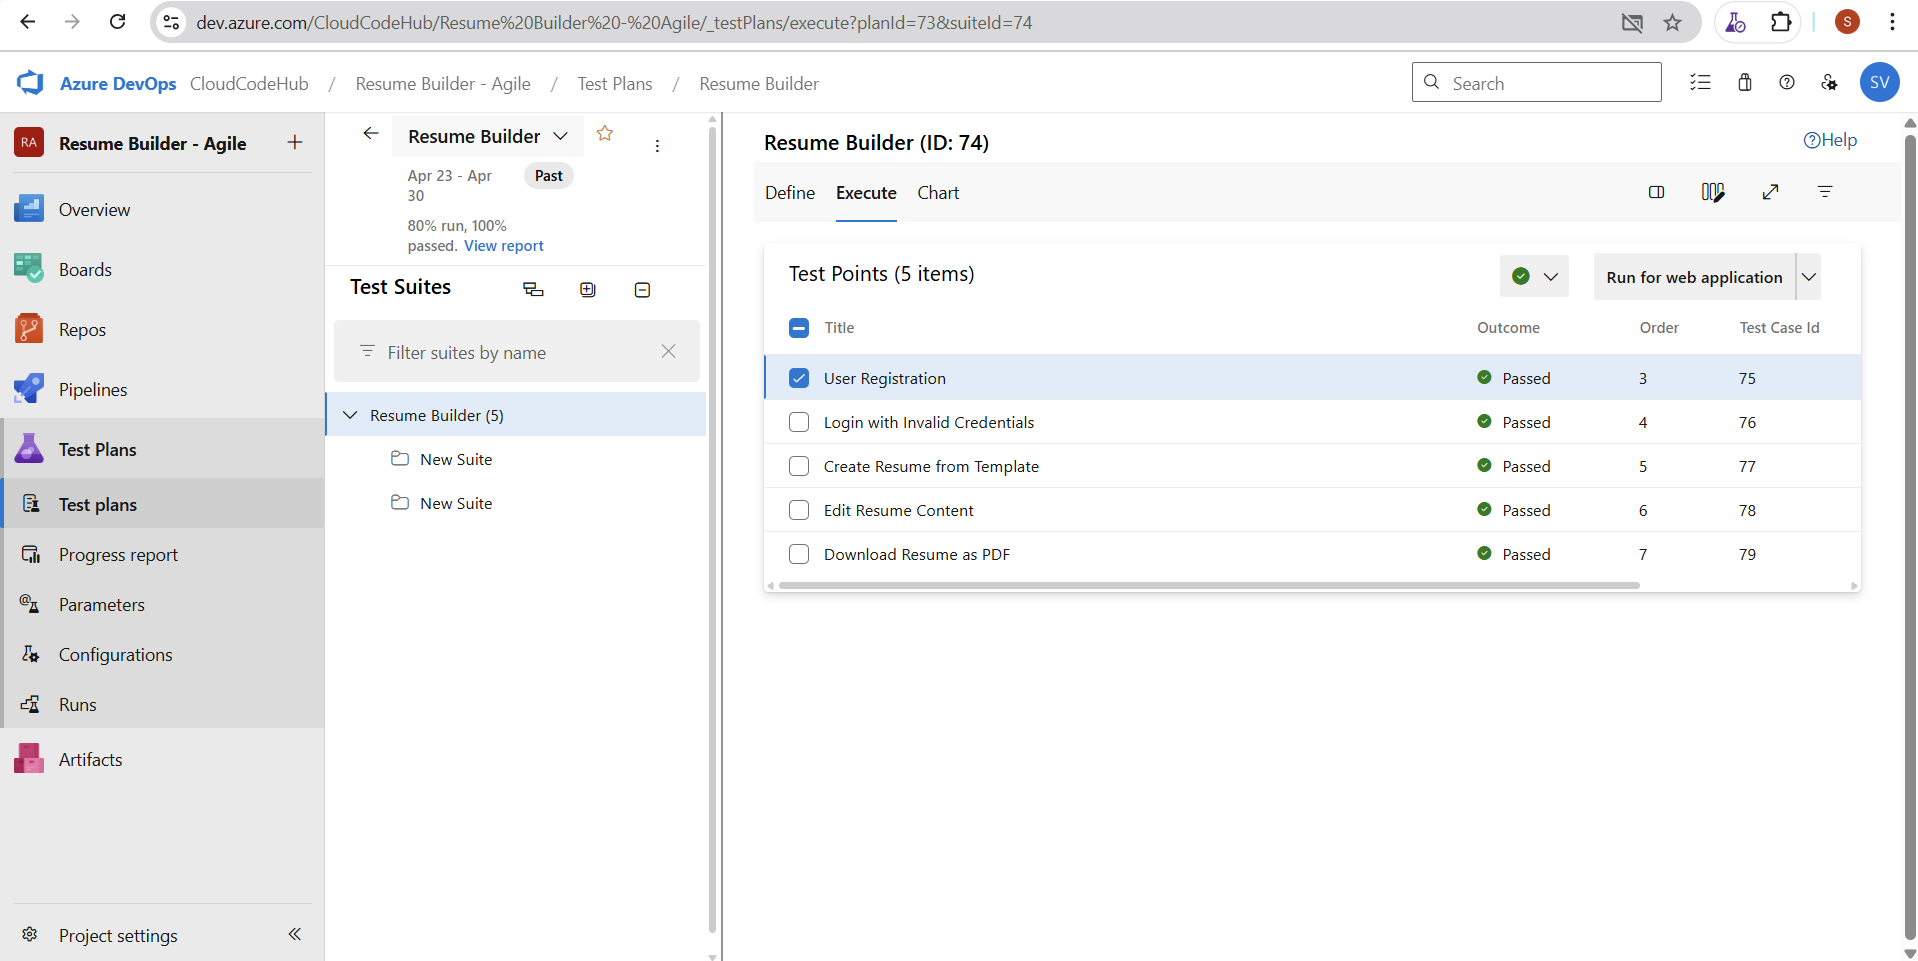 dev.azure.com/CloudCodeHub/Resume%20Builder%20-%20Agile/_testPlans/execute?planId=73&suiteId=74
S
Azure DevOps CloudCodeHub / Resume Builder - Agile / Test Plans / Resume Builder
Search
SV
RA Resume Builder - Agile
Overview
Boards
Repos
Pipelines
Test Plans
Test plans
Progress report
Parameters
Configurations
Runs
Artifacts
Project settings
Resume Builder
Apr 23 - Apr 30
Past
80% run, 100%
passed. View report
Test Suites
Filter suites by name
Resume Builder (5)
New Suite
New Suite
Resume Builder (ID: 74)
Help
Define Execute Chart
Test Points (5 items)
Run for web application
Title Outcome Order Test Case Id
User Registration Passed 3 75
Login with Invalid Credentials Passed 4 76
Create Resume from Template Passed 5 77
Edit Resume Content Passed 6 78
Download Resume as PDF Passed 7 79